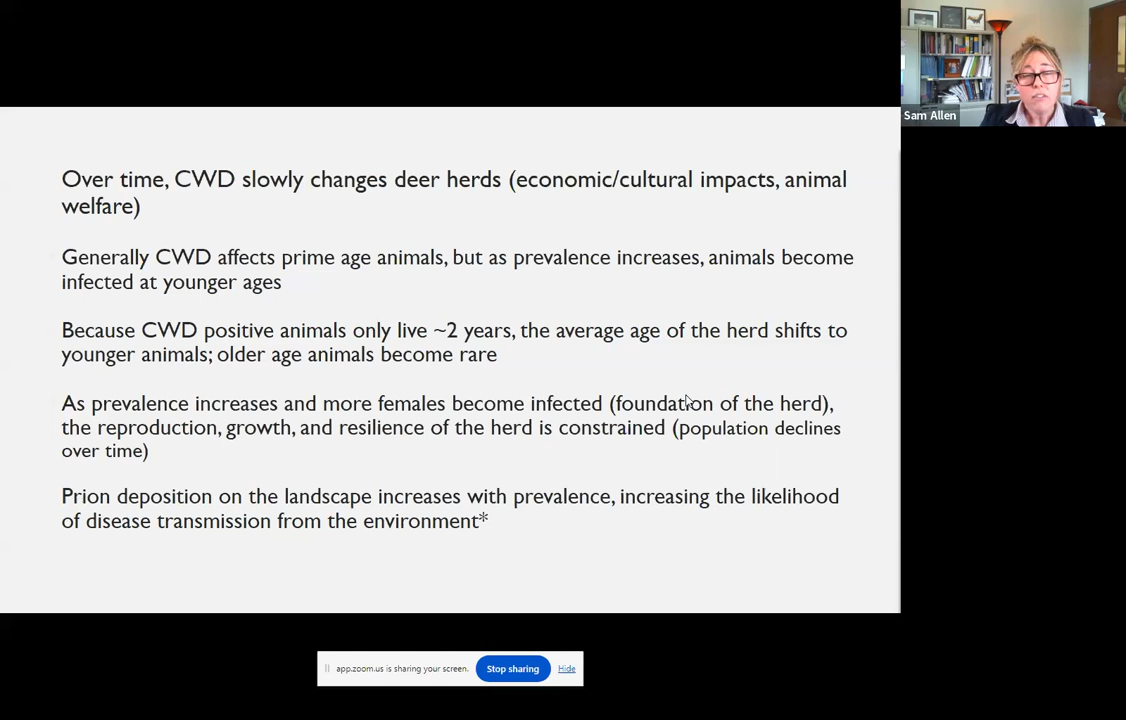 Sam Allen
Over time, CWD slowly changes deer herds (economic/cultural impacts, animal
welfare)
Generally CWD affects prime age animals, but as prevalence increases, animals become
infected at younger ages
Because CWD positive animals only live ~2 years, the average age of the herd shifts to
younger animals; older age animals become rare
As prevalence increases and more females become infected (foundation of the herd),
the reproduction, growth, and resilience of the herd is constrained (population declines
over time)
Prion deposition on the landscape increases with prevalence, increasing the likelihood
of disease transmission from the environment*
app.zoom.us is sharing your screen.
Stop sharing
Hide